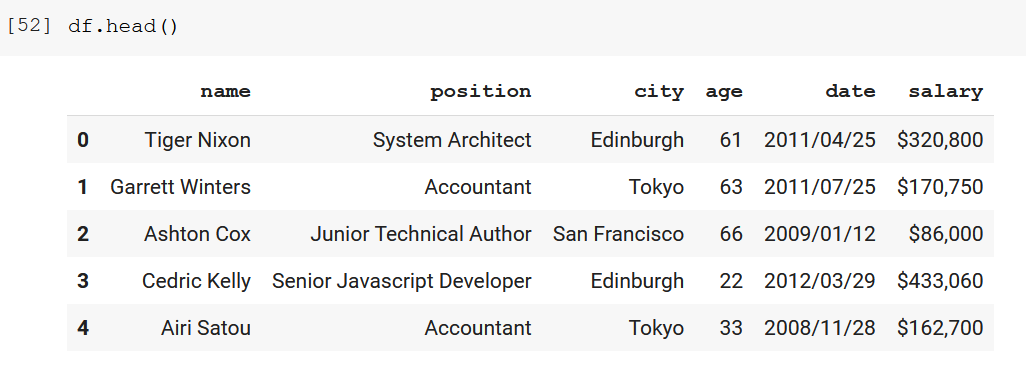 [52] df.head()
name position city age date salary
0 Tiger Nixon System Architect Edinburgh 61 2011/04/25 $320,800
1 Garrett Winters Accountant Tokyo 63 2011/07/25 $170,750
2 Ashton Cox Junior Technical Author San Francisco 66 2009/01/12 $86,000
3 Cedric Kelly Senior Javascript Developer Edinburgh 22 2012/03/29 $433,060
4 Airi Satou Accountant Tokyo 33 2008/11/28 $162,700